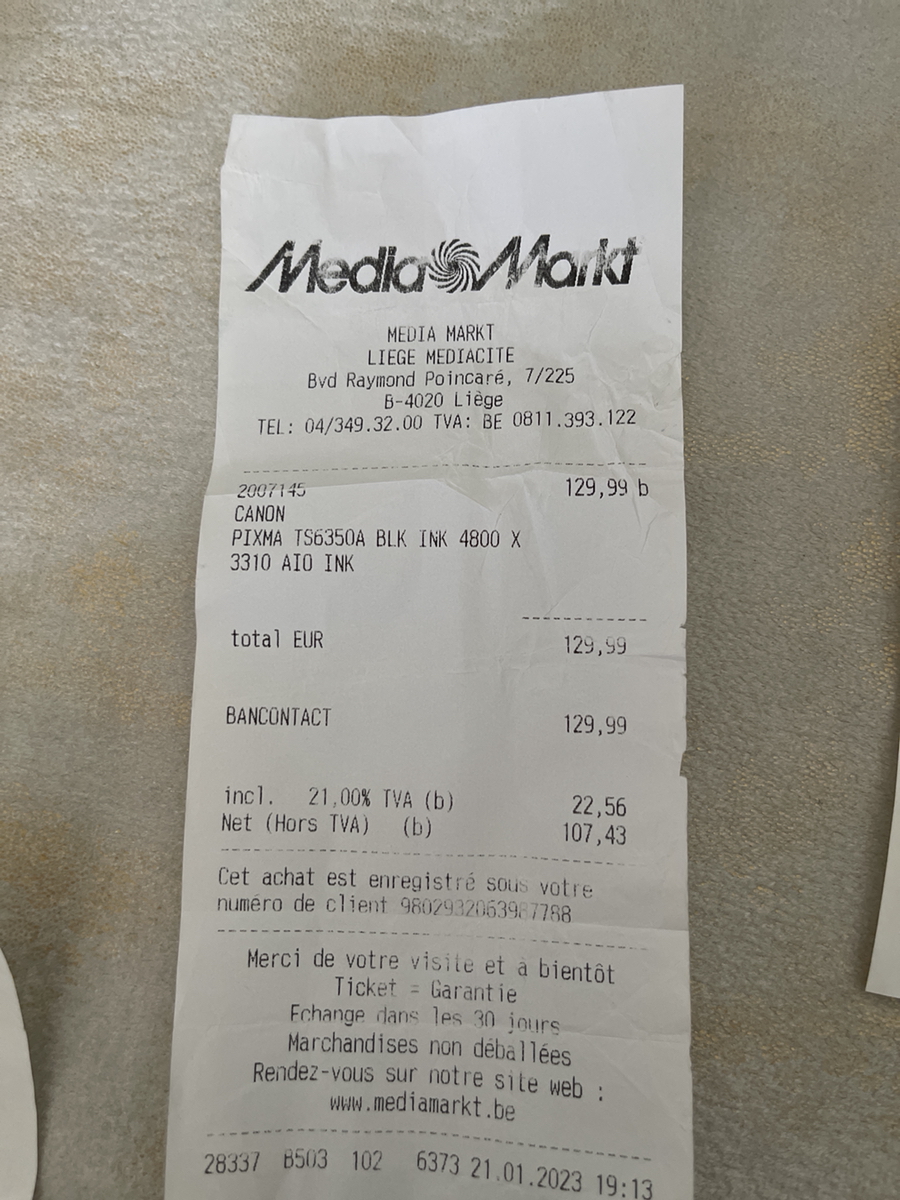 Media Markt
MEDIA MARKT
LIEGE MEDIACITE
Bvd Raymond Poincaré, 7/225
B-4020 Liège
TEL: 04/349.32.00 TVA: BE 0811.393.122
2007145 129,99 b
CANON
PIXMA TS6350A BLK INK 4800 X
3310 AIO INK
total EUR 129,99
BANCONTACT 129,99
incl. 21,00% TVA (b) 22,56
Net (Hors TVA) (b) 107,43
Cet achat est enregistré sous votre
numéro de client
Merci de votre visite et à bientôt
Ticket = Garantie
Echange dans les 30 jours
Marchandises non déballées
Rendez-vous sur notre site web :
www.mediamarkt.be
28337 B503 102 6373 21.01.2023 19:13